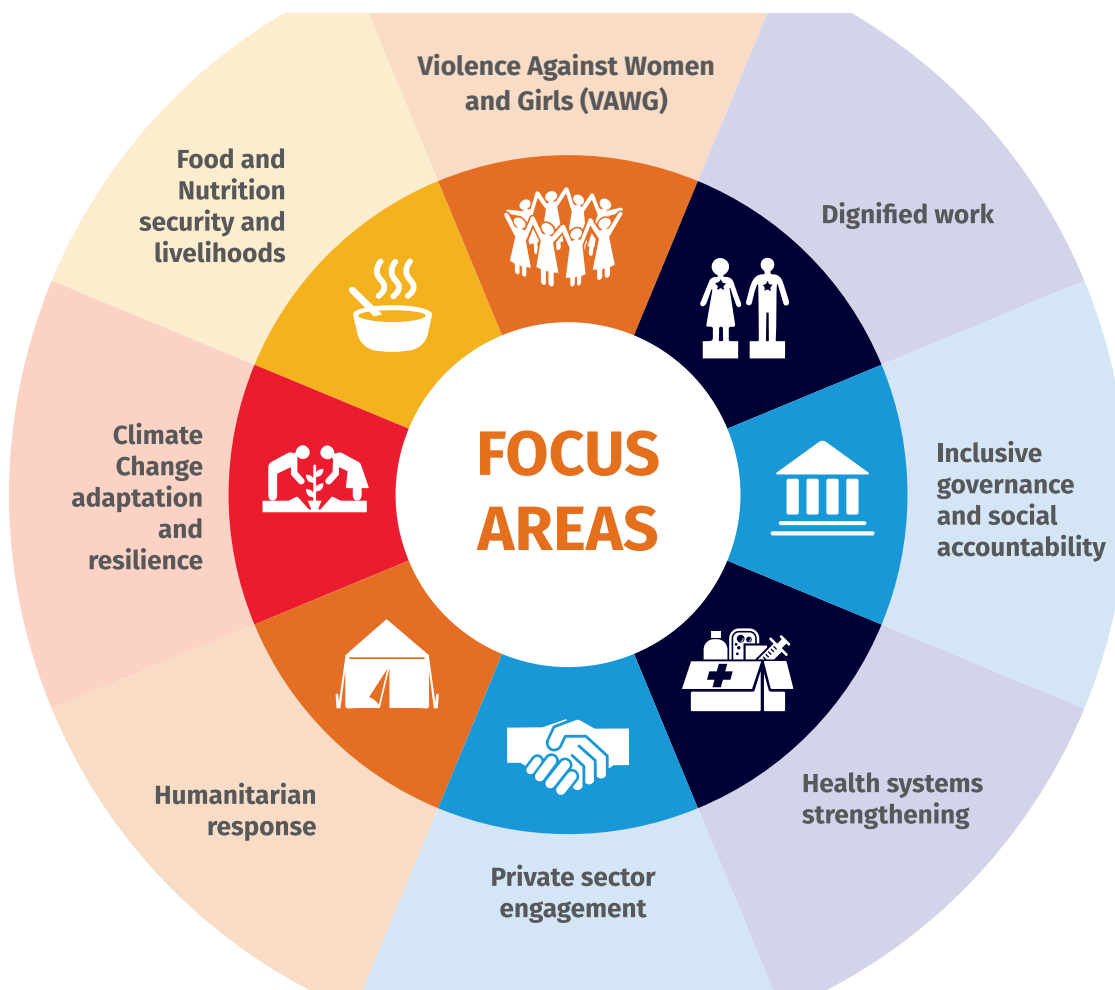 Violence Against Women
and Girls (VAWG)
Dignified work
Inclusive
governance
and social
accountability
Health systems
strengthening
Private sector
engagement
Humanitarian
response
Climate
Change
adaptation
and
resilience
Food and
Nutrition
security and
livelihoods
FOCUS
AREAS